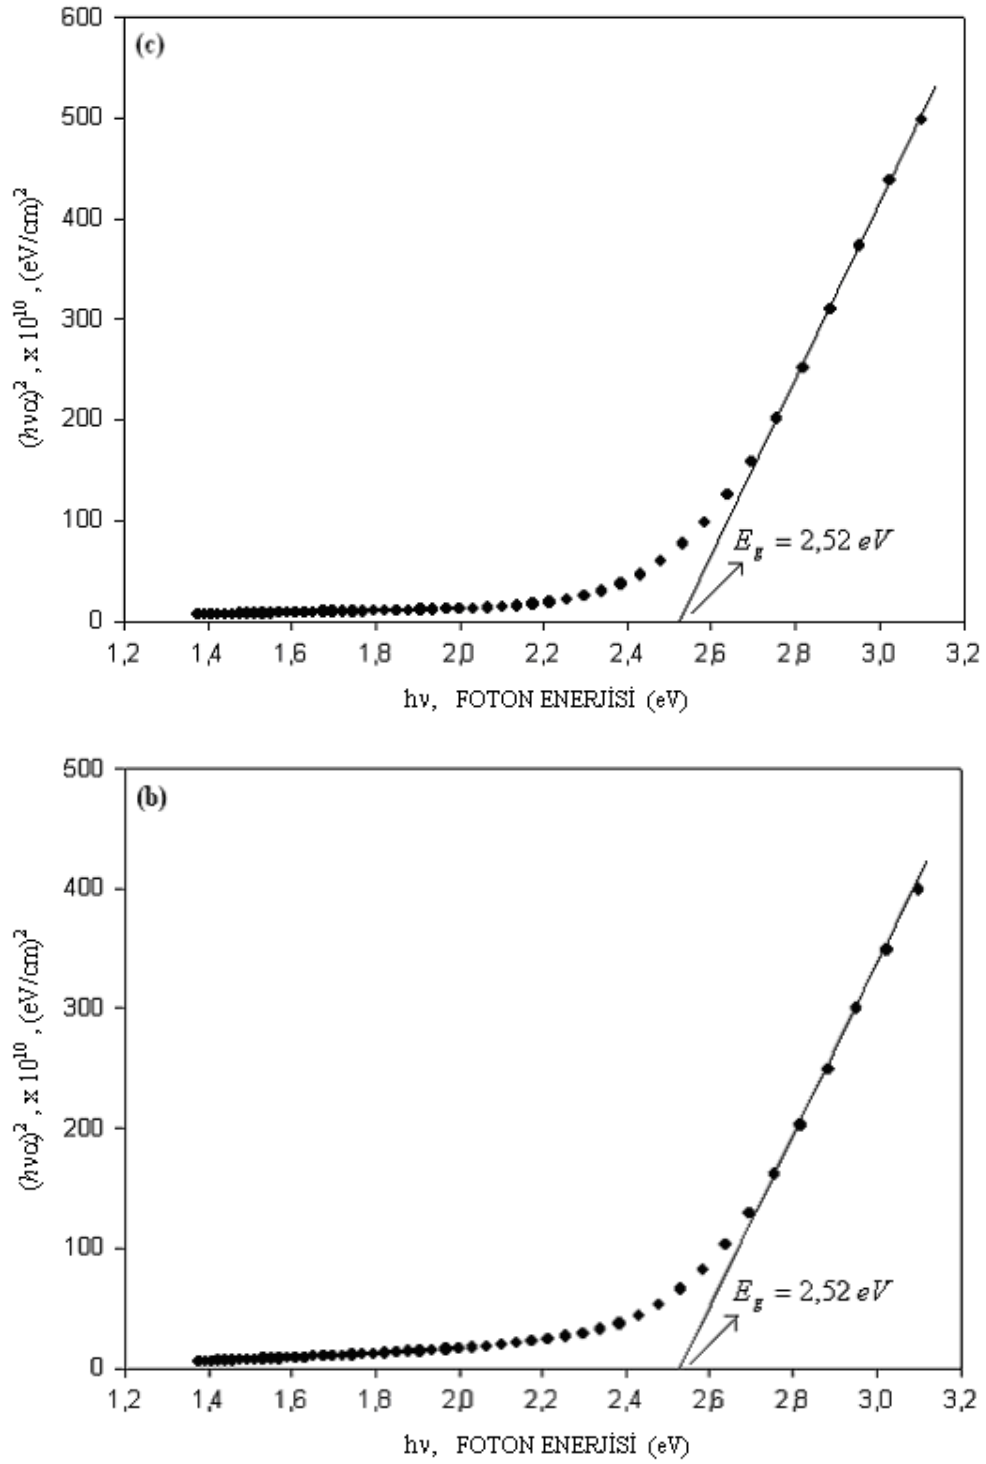 (c)
600
500
400
300
200
100
0
(hνα)², x 10¹⁰, (eV/cm)²
E_g = 2,52 eV
1,2 1,4 1,6 1,8 2,0 2,2 2,4 2,6 2,8 3,0 3,2
hν, FOTON ENERJİSİ (eV)
(b)
500
400
300
200
100
0
(hνα)², x 10¹⁰, (eV/cm)²
E_g = 2,52 eV
1,2 1,4 1,6 1,8 2,0 2,2 2,4 2,6 2,8 3,0 3,2
hν, FOTON ENERJİSİ (eV)